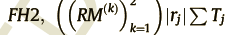 FH2, ((RM^(k))^2_{k=1})|r_j| ∑ T_j